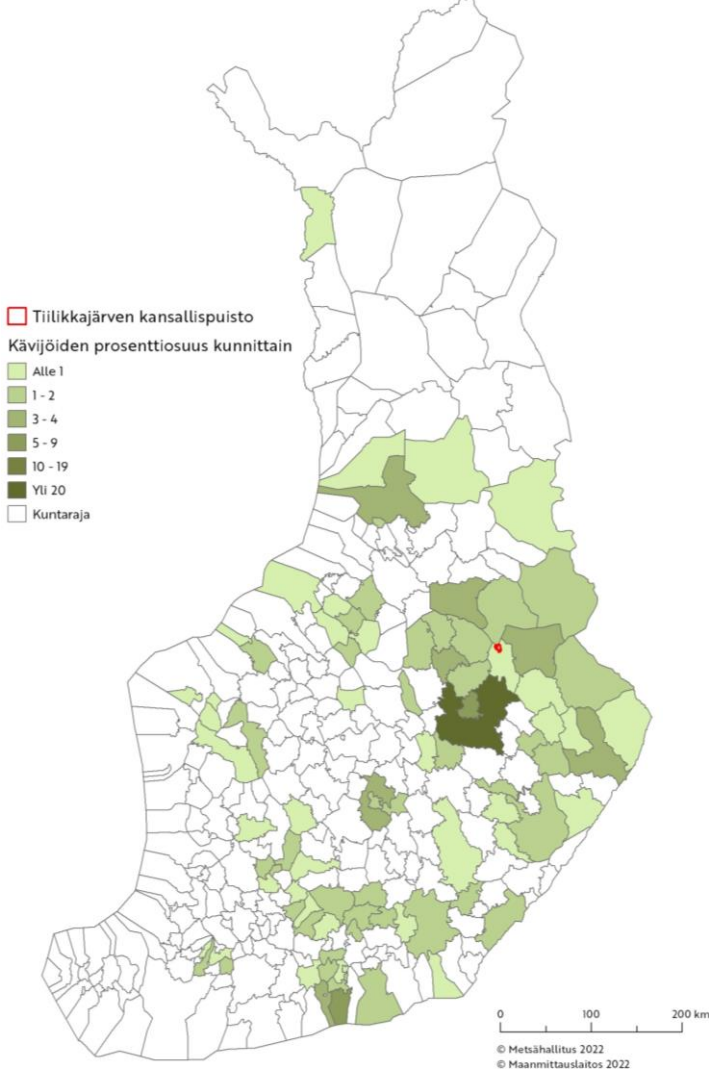 Tiilikkajärven kansallispuisto
Kävijöiden prosenttiosuus kunnittain
Alle 1
1 - 2
3 - 4
5 - 9
10 - 19
Yli 20
Kuntaraja
0 100 200 km
© Metsähallitus 2022
© Maanmittauslaitos 2022